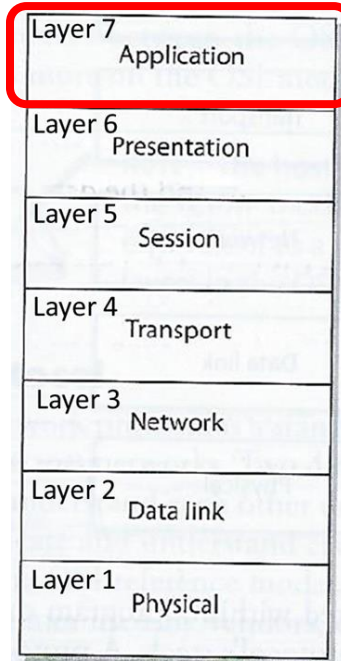 Layer 7
Application
Layer 6
Presentation
Layer 5
Session
Layer 4
Transport
Layer 3
Network
Layer 2
Data link
Layer 1
Physical